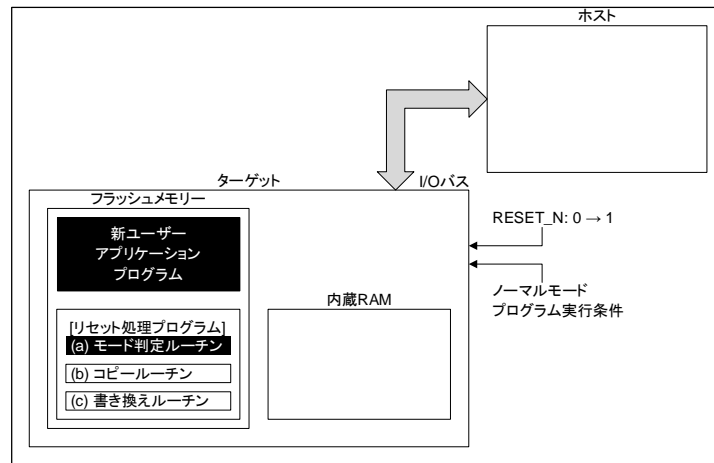 ホスト
ターゲット
I/Oバス
フラッシュメモリー
新ユーザー
アプリケーション
プログラム
RESET_N: 0 → 1
ノーマルモード
プログラム実行条件
内蔵RAM
[リセット処理プログラム]
(a) モード判定ルーチン
(b) コピールーチン
(c) 書き換えルーチン